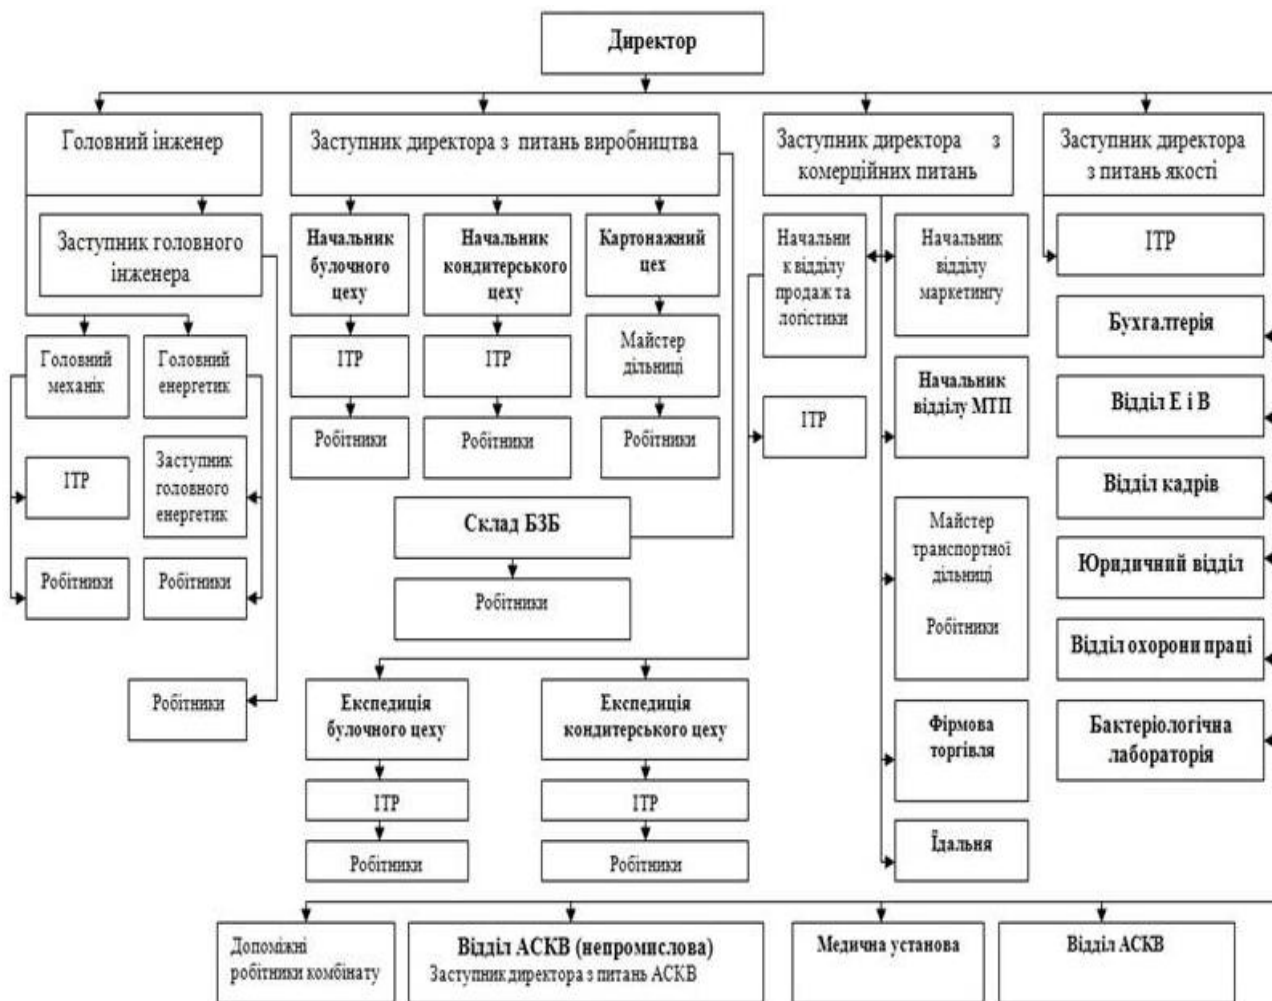 Директор
Головний інженер
Заступник директора з питань виробництва
Заступник директора з
комерційних питань
Заступник директора
з питань якості
Заступник головного
інженера
Начальник
булочного
цеху
Начальник
кондитерського
цеху
Картонажний
цех
Начальни
к відділу
продаж та
логістики
Начальник
відділу
маркетингу
ІТР
Головний
механік
Головний
енергетик
ІТР
ІТР
Майстер
дільниці
Бухгалтерія
Начальник
відділу МТП
Відділ Е і В
Робітники
Робітники
Робітники
ІТР
ІТР
Заступник
головного
енергетик
Відділ кадрів
Склад БЗБ
Майстер
транспортної
дільниці
Робітники
Юридичний відділ
Робітники
Робітники
Робітники
Відділ охорони праці
Робітники
Експедиція
булочного цеху
Експедиція
кондитерського цеху
Фірмова
торгівля
Бактеріологічна
лабораторія
ІТР
ІТР
Робітники
Робітники
Їдальня
Допоміжні
робітники комбінату
Відділ АСКВ (непромислова)
Заступник директора з питань АСКВ
Медична установа
Відділ АСКВ